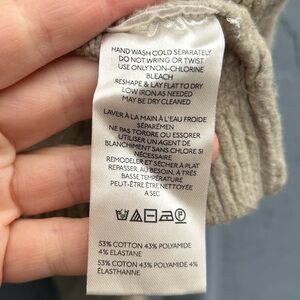 HAND WASH COLD SEPARATELY
DO NOT WRING OR TWIST
USE ONLY NON-CHLORINE
BLEACH
RESHAPE & LAY FLAT TO DRY
LOW IRON AS NEEDED
MAY BE DRY CLEANED
LAVER À LA MAIN À L'EAU FROIDE
SÉPARÉMEN
NE PAS TORDRE OU ESSORER
UTILISER UN AGENT DE
BLANCHIMENT SANS CHLORE SI
NÉCESSAIRE
REMODELER ET SÉCHER À PLAT
RÉPASSER, AU BESOIN, À TRÈS
BASSE TEMPÉRATURE
PEUT-ÊTRE ÊTRE NETTOYÉE
A SEC
P
53% COTTON 43% POLYAMIDE
4% ELASTANE
53% COTON 43% POLYAMIDE 4%
ÉLASTHANNE